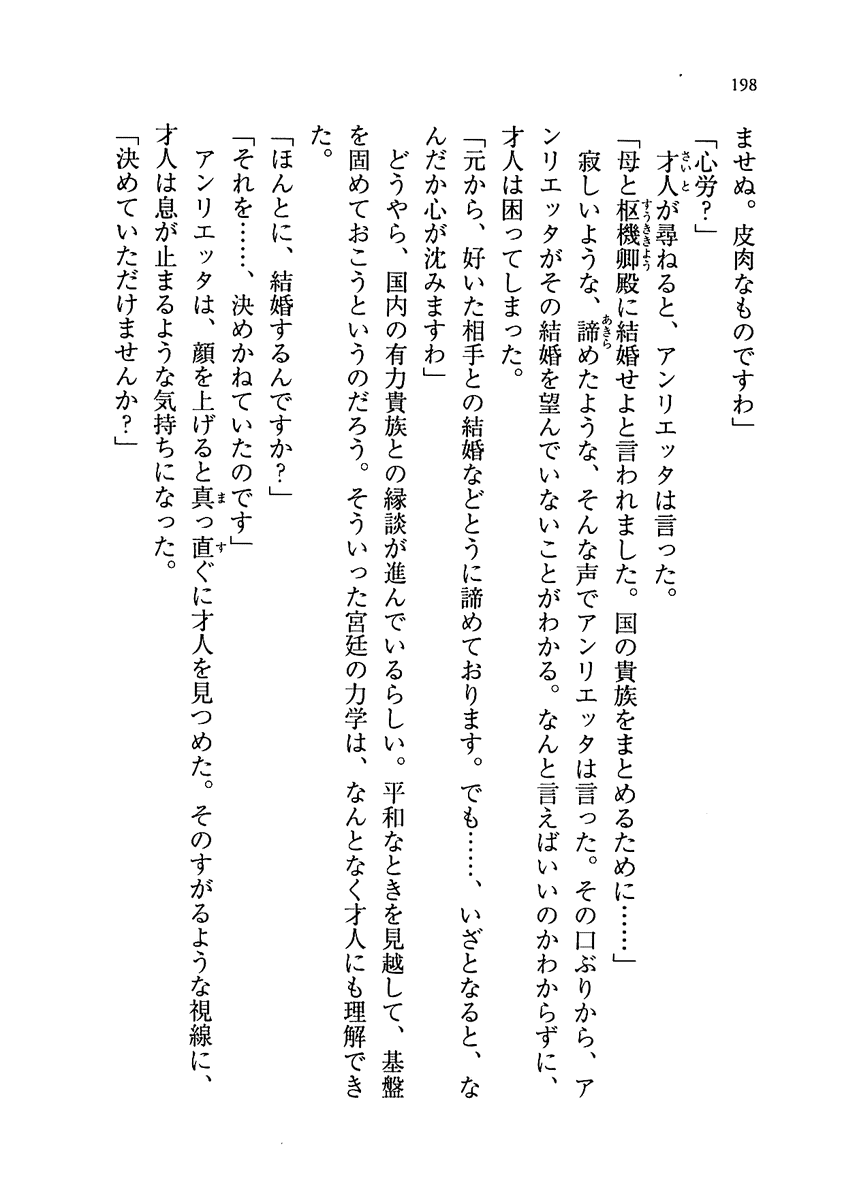 198
ませぬ。皮肉なものですわ」
「心労？」
　才人が尋ねると、アンリエッタは言った。
「母と枢機卿殿に結婚せよと言われました。国の貴族をまとめるために……」
　寂しいような、諦めたような、そんな声でアンリエッタは言った。その口ぶりから、ア
ンリエッタがその結婚を望んでいないことがわかる。なんと言えばいいのかわからずに、
才人は困ってしまった。
「元から、好いた相手との結婚などとうに諦めております。でも……、いざとなると、な
んだか心が沈みますわ」
　どうやら、国内の有力貴族との縁談が進んでいるらしい。平和なときを見越して、基盤
を固めておこうというのだろう。そういった宮廷の力学は、なんとなく才人にも理解でき
た。
「ほんとに、結婚するんですか？」
「それを……、決めかねていたのです」
　アンリエッタは、顔を上げると真っ直ぐに才人を見つめた。そのすがるような視線に、
才人は息が止まるような気持ちになった。
「決めていただけませんか？」